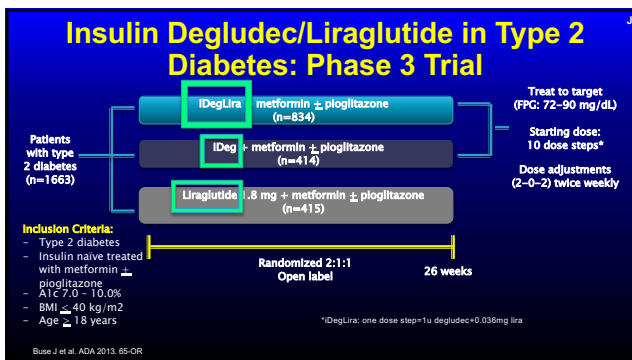 J
Insulin Degludec/Liraglutide in Type 2
Diabetes: Phase 3 Trial
IDegLira + metformin ± pioglitazone
(n=834)
Treat to target
(FPG: 72–90 mg/dL)
Starting dose:
10 dose steps*
Dose adjustments
(2–0–2) twice weekly
Patients
with type
2 diabetes
(n=1663)
IDeg + metformin ± pioglitazone
(n=414)
Liraglutide 1.8 mg + metformin ± pioglitazone
(n=415)
Inclusion Criteria:
– Type 2 diabetes
– Insulin naïve treated
with metformin ±
pioglitazone
– A1c 7.0 – 10.0%
– BMI ≤ 40 kg/m2
– Age ≥ 18 years
Randomized 2:1:1
Open label
26 weeks
*iDegLira: one dose step=1u degludec+0.036mg lira
Buse J et al. ADA 2013. 65-OR